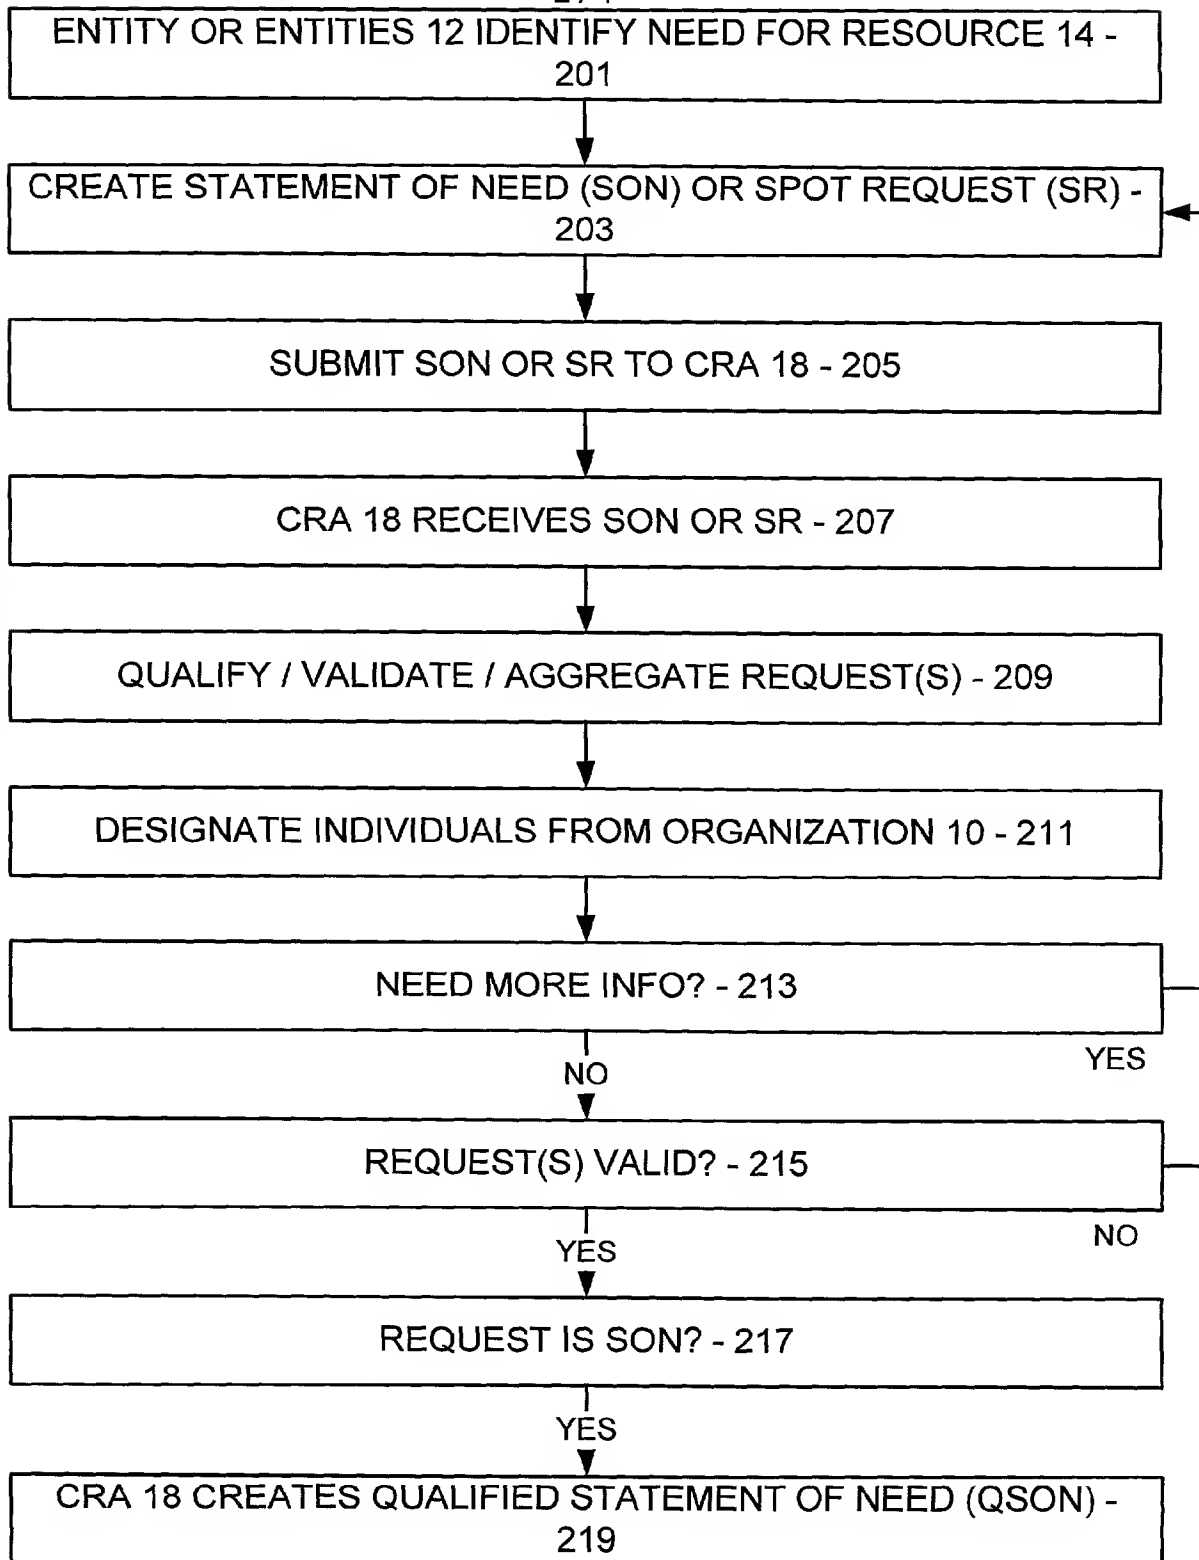 ENTITY OR ENTITIES 12 IDENTIFY NEED FOR RESOURCE 14 -
201
CREATE STATEMENT OF NEED (SON) OR SPOT REQUEST (SR) -
203
SUBMIT SON OR SR TO CRA 18 - 205
CRA 18 RECEIVES SON OR SR - 207
QUALIFY / VALIDATE / AGGREGATE REQUEST(S) - 209
DESIGNATE INDIVIDUALS FROM ORGANIZATION 10 - 211
NEED MORE INFO? - 213
YES
NO
REQUEST(S) VALID? - 215
NO
YES
REQUEST IS SON? - 217
YES
CRA 18 CREATES QUALIFIED STATEMENT OF NEED (QSON) -
219